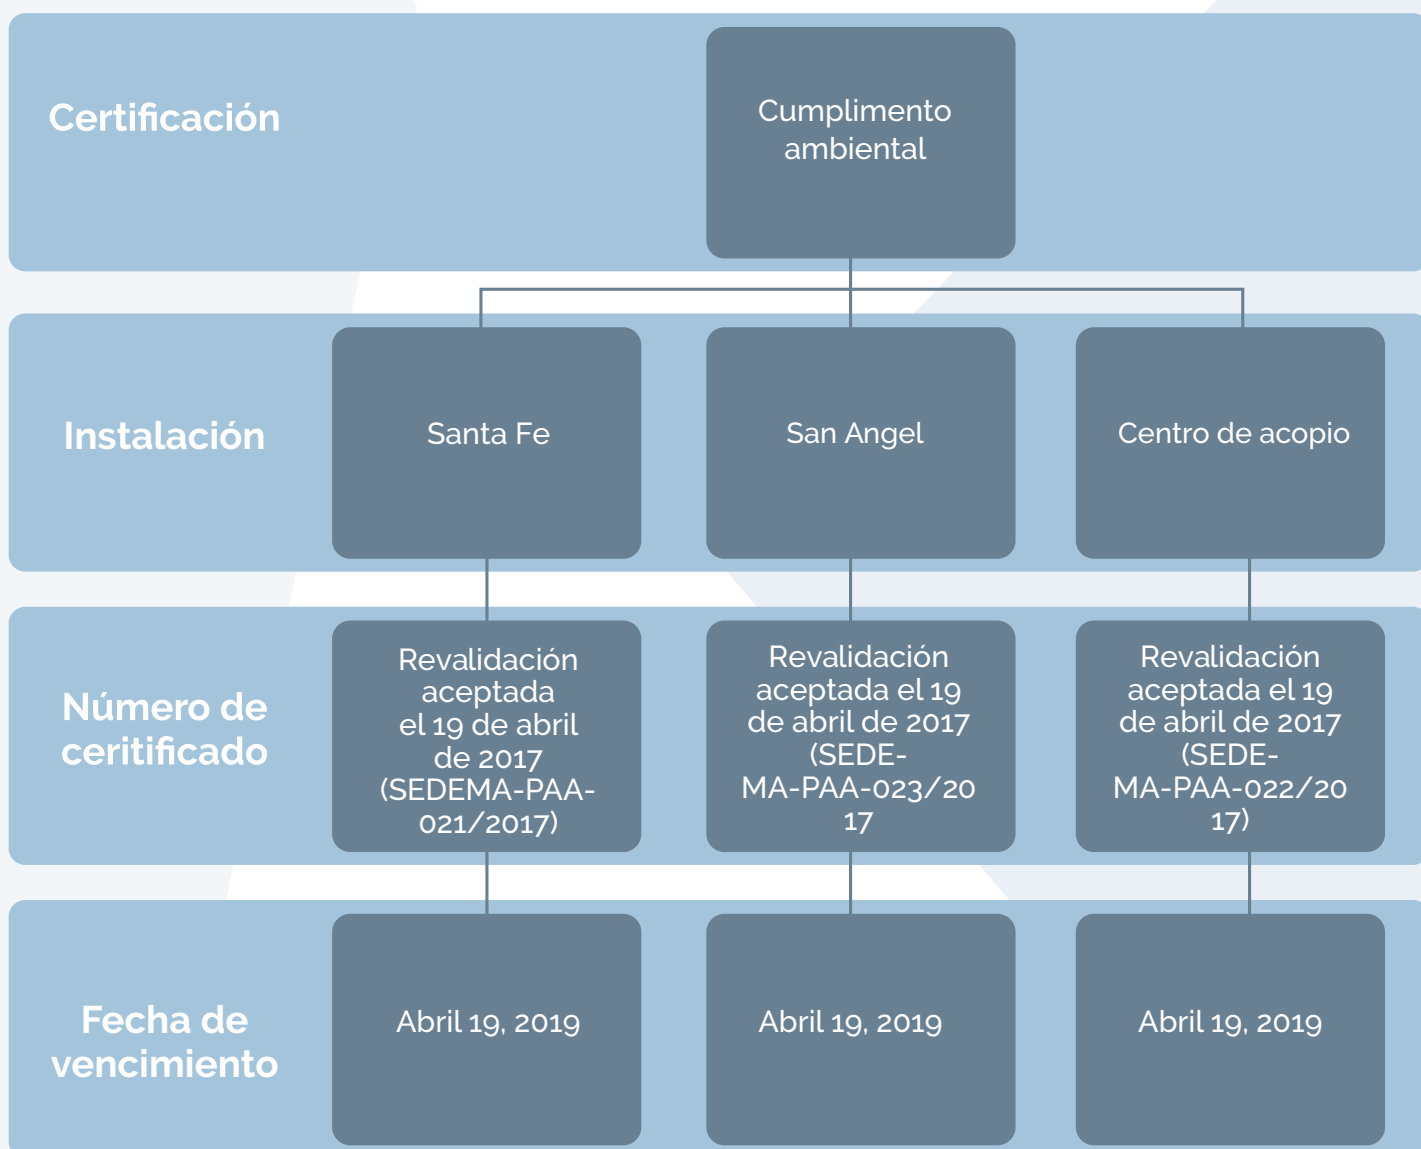 Certificación
Cumplimento
ambiental
Instalación
Santa Fe
San Angel
Centro de acopio
Número de
ceritificado
Revalidación
aceptada
el 19 de abril
de 2017
(SEDEMA-PAA-
021/2017)
Revalidación
aceptada el 19
de abril de 2017
(SEDE-
MA-PAA-023/20
17
Revalidación
aceptada el 19
de abril de 2017
(SEDE-
MA-PAA-022/20
17)
Fecha de
vencimiento
Abril 19, 2019
Abril 19, 2019
Abril 19, 2019